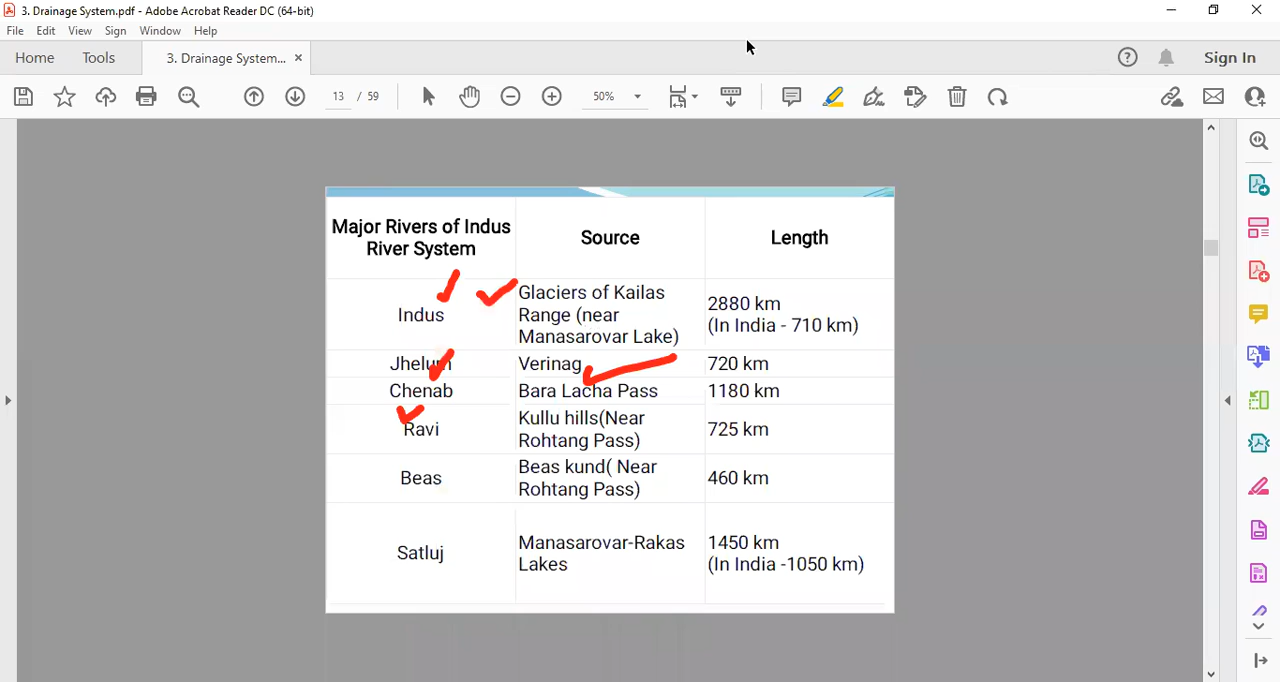 3. Drainage System.pdf - Adobe Acrobat Reader DC (64-bit)
File Edit View Sign Window Help
Home Tools 3. Drainage System... × Sign In
13 / 59 50%
Major Rivers of Indus River System Source Length
Indus Glaciers of Kailas Range (near Manasarovar Lake) 2880 km (In India - 710 km)
Jhelum Verinag 720 km
Chenab Bara Lacha Pass 1180 km
Ravi Kullu hills(Near Rohtang Pass) 725 km
Beas Beas kund( Near Rohtang Pass) 460 km
Satluj Manasarovar-Rakas Lakes 1450 km (In India -1050 km)